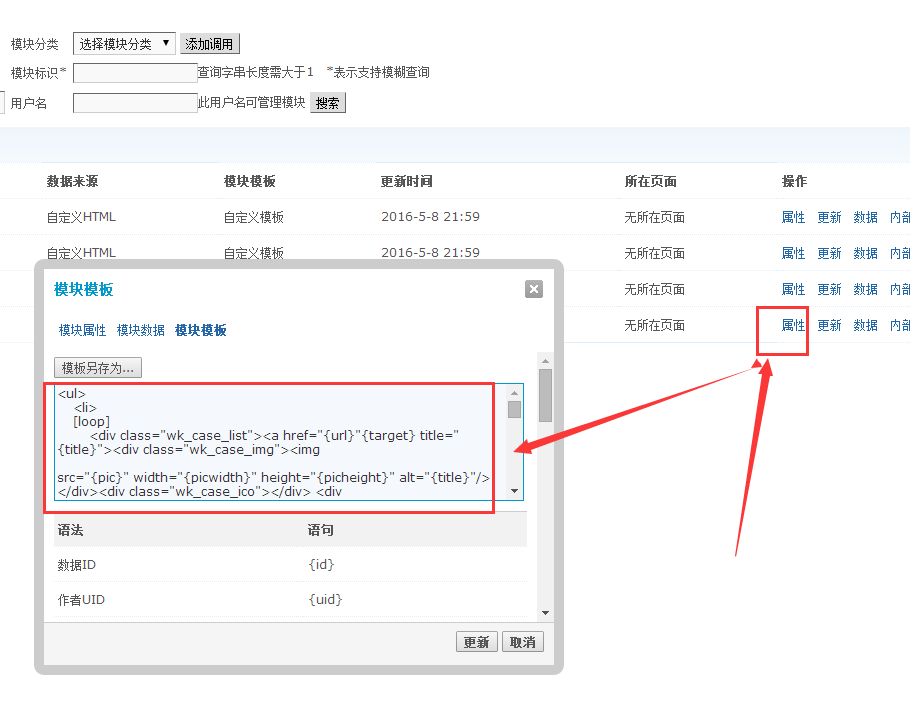 模块分类 选择模块分类 添加调用
模块标识* 查询字串长度需大于1 *表示支持模糊查询
用户名 此用户名可管理模块 搜索
数据来源 模块模板 更新时间 所在页面 操作
自定义HTML 自定义模板 2016-5-8 21:59 无所在页面 属性 更新 数据 内部
自定义HTML 自定义模板 2016-5-8 21:59 无所在页面 属性 更新 数据 内部
无所在页面 属性 更新 数据 内部
无所在页面 属性 更新 数据 内部
模块模板
模块属性 模块数据 模块模板
模板另存为...
<ul>
<li>
[loop]
<div class="wk_case_list"><a href="{url}"{target} title="
{title}"><div class="wk_case_img"><img
src="{pic}" width="{picwidth}" height="{picheight}" alt="{title}"/>
</div><div class="wk_case_ico"></div> <div
语法 语句
数据ID {id}
作者UID {uid}
更新 取消